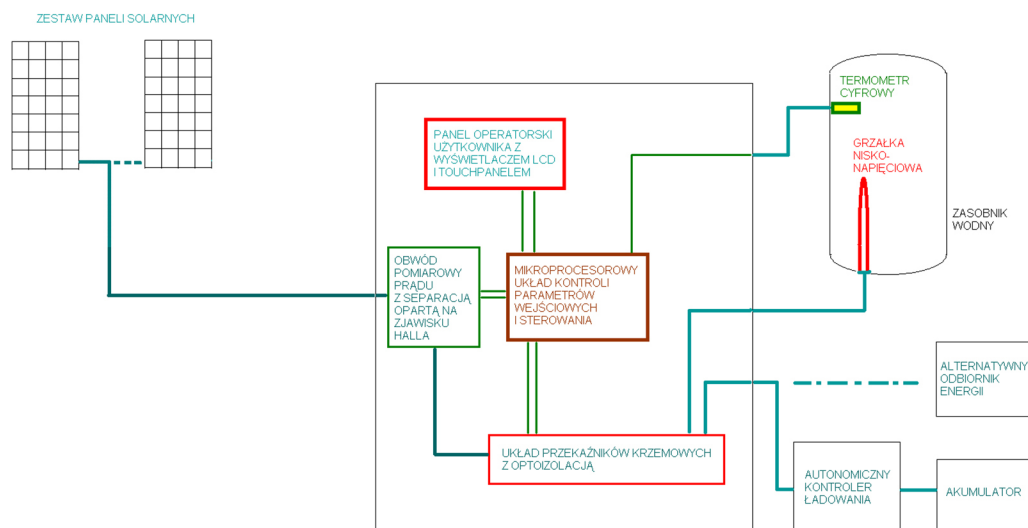 ZESTAW PANELI SOLARNYCH
TERMOMETR
CYFROWY
PANEL OPERATORSKI
UŻYTKOWNIKA Z
WYŚWIETLACZEM LCD
I TOUCHPANELEM
GRZAŁKA
NISKO-
NAPIĘCIOWA
ZASOBNIK
WODNY
OBWÓD
POMIAROWY
PRĄDU
Z SEPARACJĄ
OPARTĄ NA
ZJAWISKU
HALLA
MIKROPROCESOROWY
UKŁAD KONTROLI
PARAMETRÓW
WEJŚCIOWYCH
I STEROWANIA
ALTERNATYWNY
ODBIORNIK
ENERGII
UKŁAD PRZEKAŹNIKÓW KRZEMOWYCH
Z OPTOIZOLACJĄ
AUTONOMICZNY
KONTROLER
ŁADOWANIA
AKUMULATOR